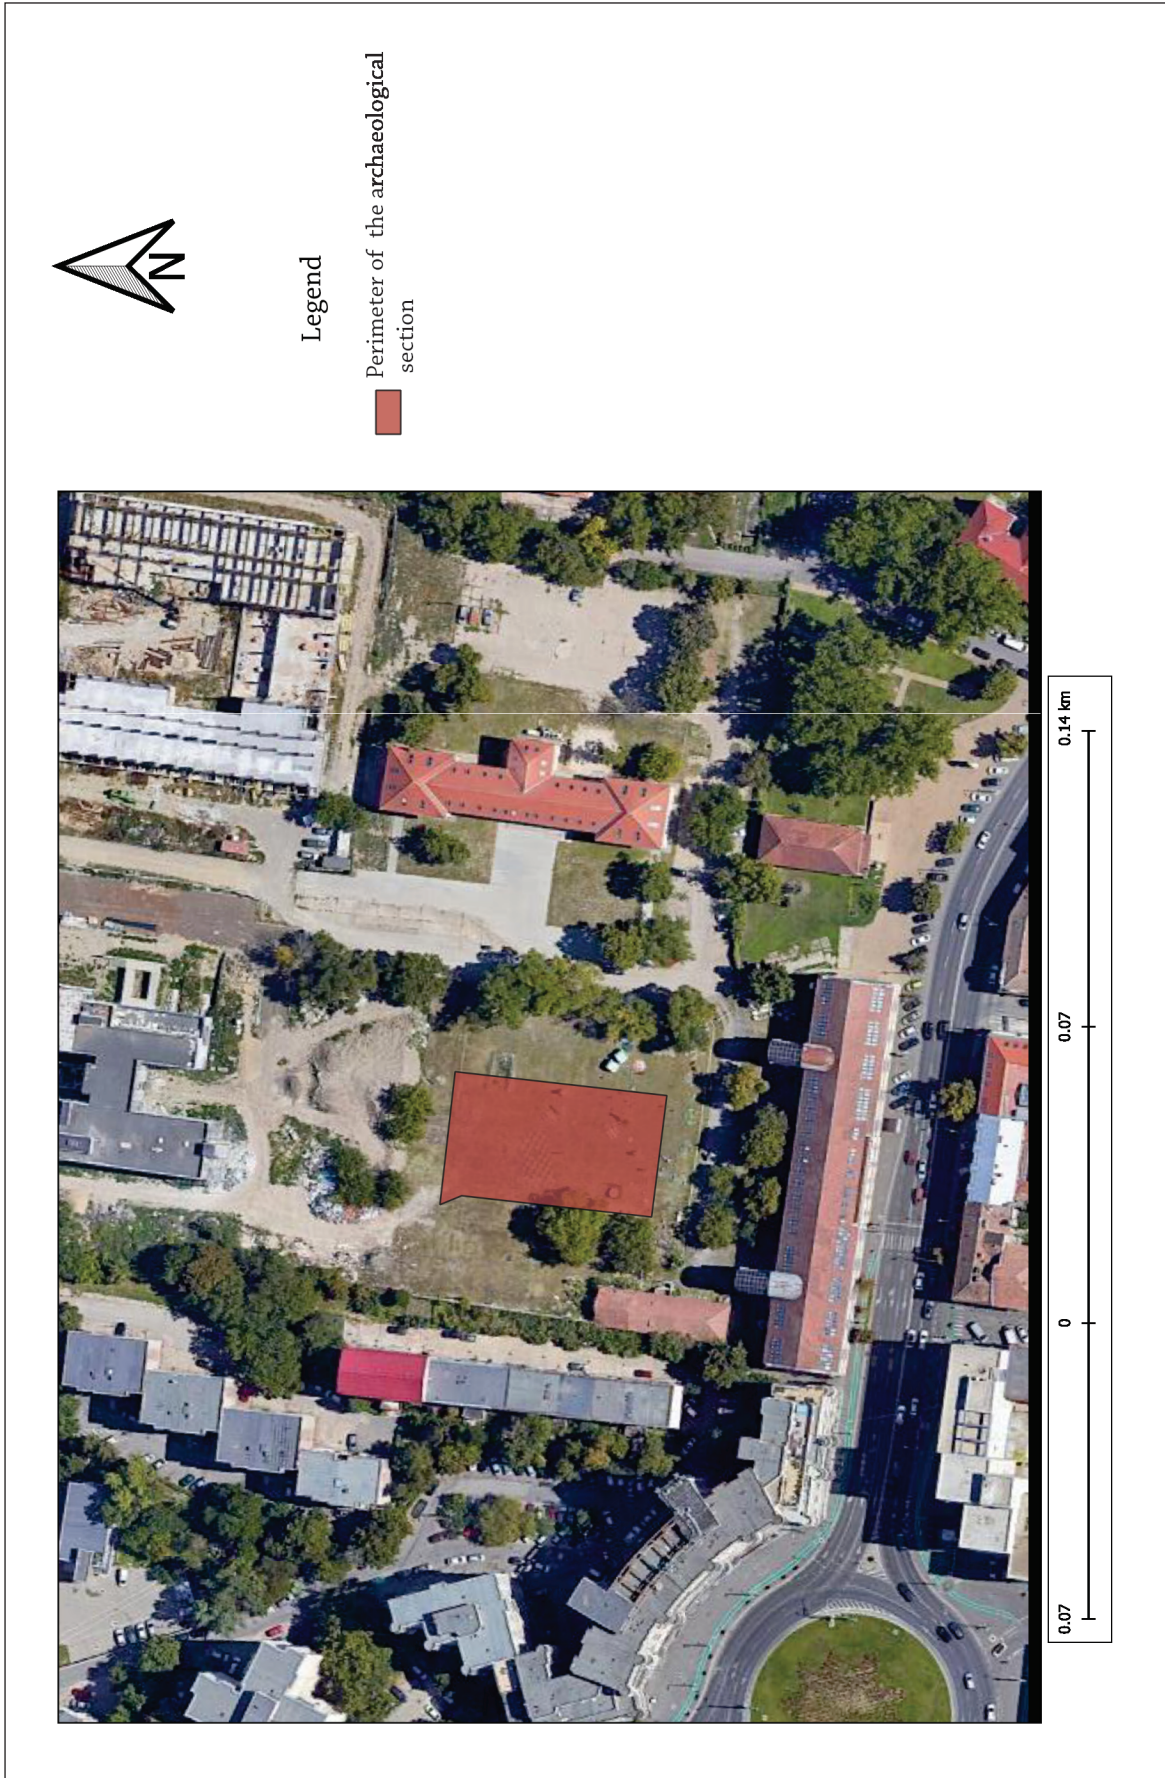 N
Legend
Perimeter of the archaeological
section
0.07
0
0.07
0.14 km